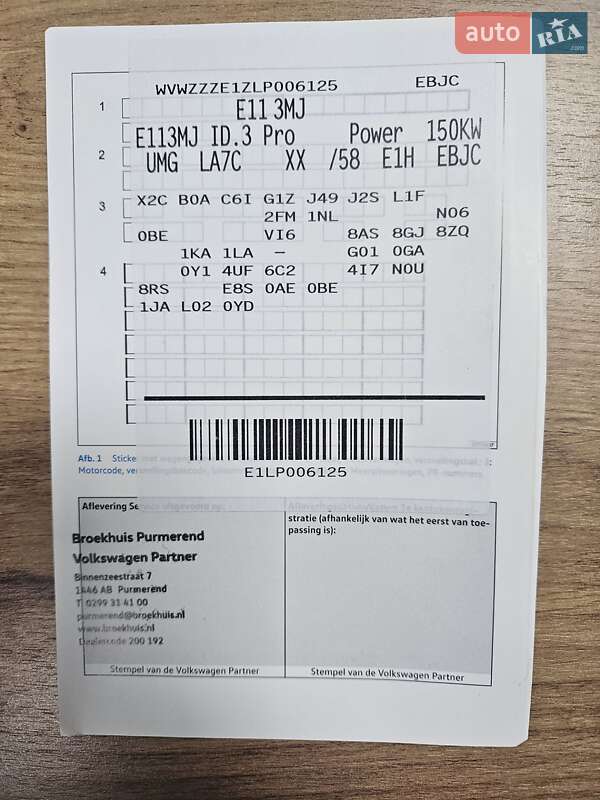 auto RIA .com
WVWZZZE1ZLP006125 EBJC
1 E113MJ
E113MJ ID.3 Pro Power 150KW
2 UMG LA7C XX /58 E1H EBJC
3 X2C B0A C6I G1Z J49 J2S L1F
2FM 1NL N06
0BE VI6 8AS 8GJ 8ZQ
1KA 1LA – G01 0GA
4 0Y1 4UF 6C2 4I7 N0U
8RS E8S 0AE 0BE
1JA L02 0YD
E1LP006125
Afb. 1 Sticker met
Motorcode,
Aflevering Se
stratie (afhankelijk van wat het eerst van toe-
passing is):
Broekhuis Purmerend
Volkswagen Partner
Binnenzeestraat 7
1446 AB Purmerend
T 0299 31 41 00
purmerend@broekhuis.nl
www.broekhuis.nl
Dealercode 200 192
Stempel van de Volkswagen Partner
Stempel van de Volkswagen Partner